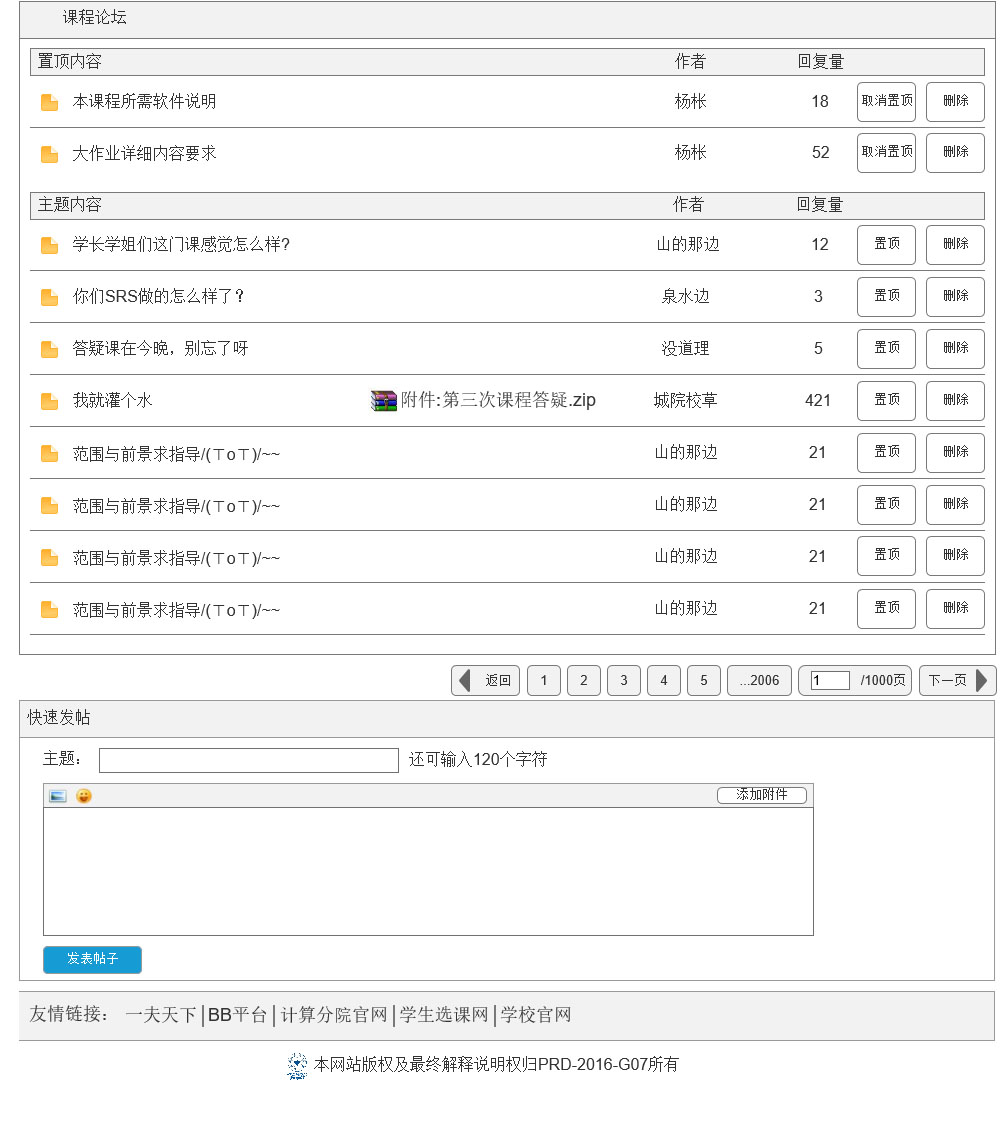 课程论坛
置顶内容 作者 回复量
本课程所需软件说明 杨枨 18 取消置顶 删除
大作业详细内容要求 杨枨 52 取消置顶 删除
主题内容 作者 回复量
学长学姐们这门课感觉怎么样? 山的那边 12 置顶 删除
你们SRS做的怎么样了？ 泉水边 3 置顶 删除
答疑课在今晚，别忘了呀 没道理 5 置顶 删除
我就灌个水 附件:第三次课程答疑.zip 城院校草 421 置顶 删除
范围与前景求指导/(ㄒoㄒ)/~~ 山的那边 21 置顶 删除
范围与前景求指导/(ㄒoㄒ)/~~ 山的那边 21 置顶 删除
范围与前景求指导/(ㄒoㄒ)/~~ 山的那边 21 置顶 删除
范围与前景求指导/(ㄒoㄒ)/~~ 山的那边 21 置顶 删除
返回 1 2 3 4 5 ...2006 1 /1000页 下一页
快速发帖
主题： 还可输入120个字符
添加附件
发表帖子
友情链接： 一夫天下|BB平台|计算分院官网|学生选课网|学校官网
本网站版权及最终解释说明权归PRD-2016-G07所有